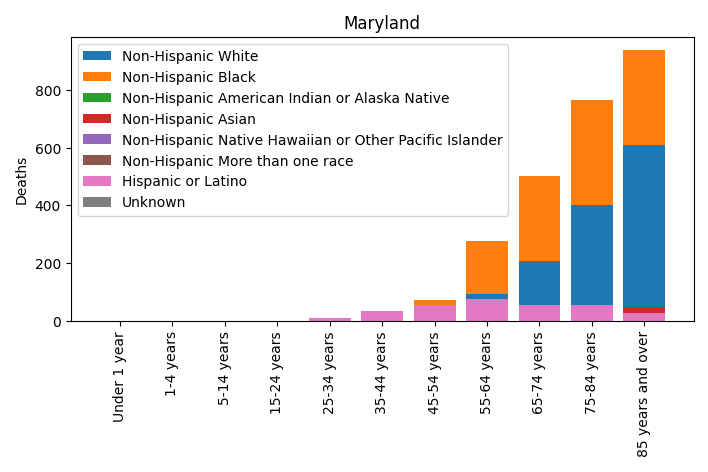 Maryland
Non-Hispanic White
Non-Hispanic Black
Non-Hispanic American Indian or Alaska Native
Non-Hispanic Asian
Non-Hispanic Native Hawaiian or Other Pacific Islander
Non-Hispanic More than one race
Hispanic or Latino
Unknown
Deaths
800
600
400
200
0
Under 1 year
1-4 years
5-14 years
15-24 years
25-34 years
35-44 years
45-54 years
55-64 years
65-74 years
75-84 years
85 years and over